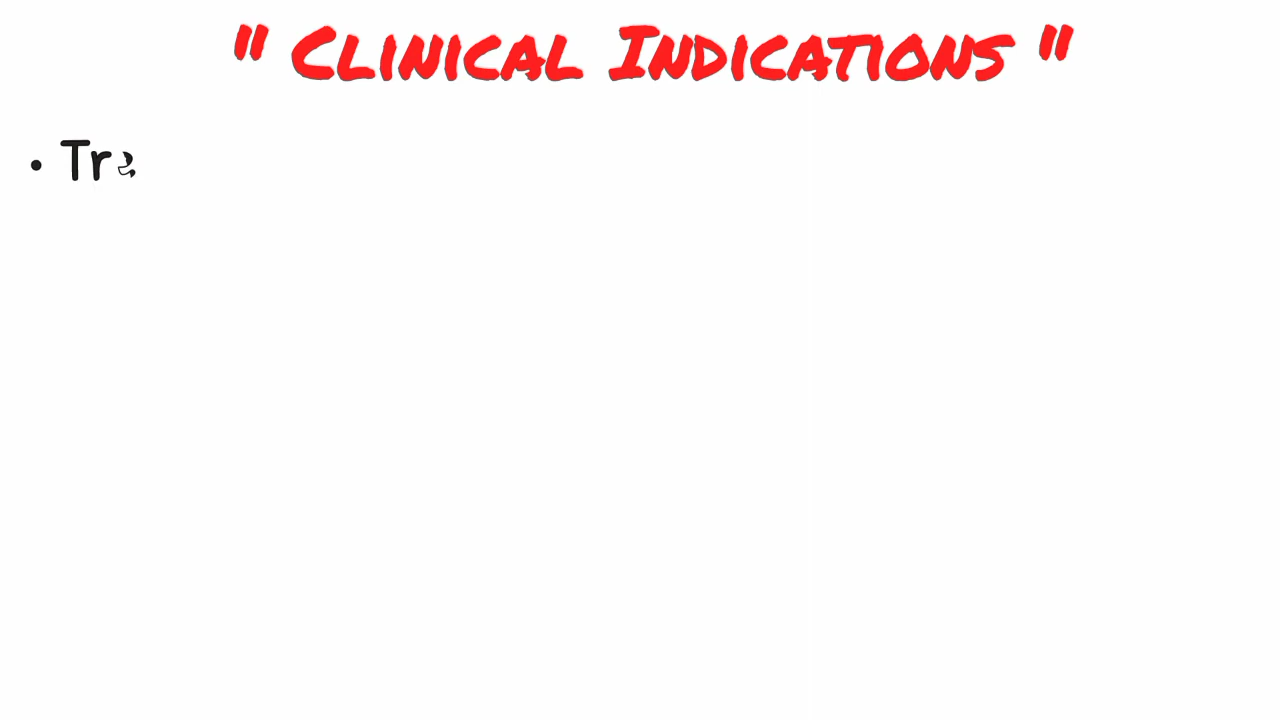 " Clinical Indications "
• Tr